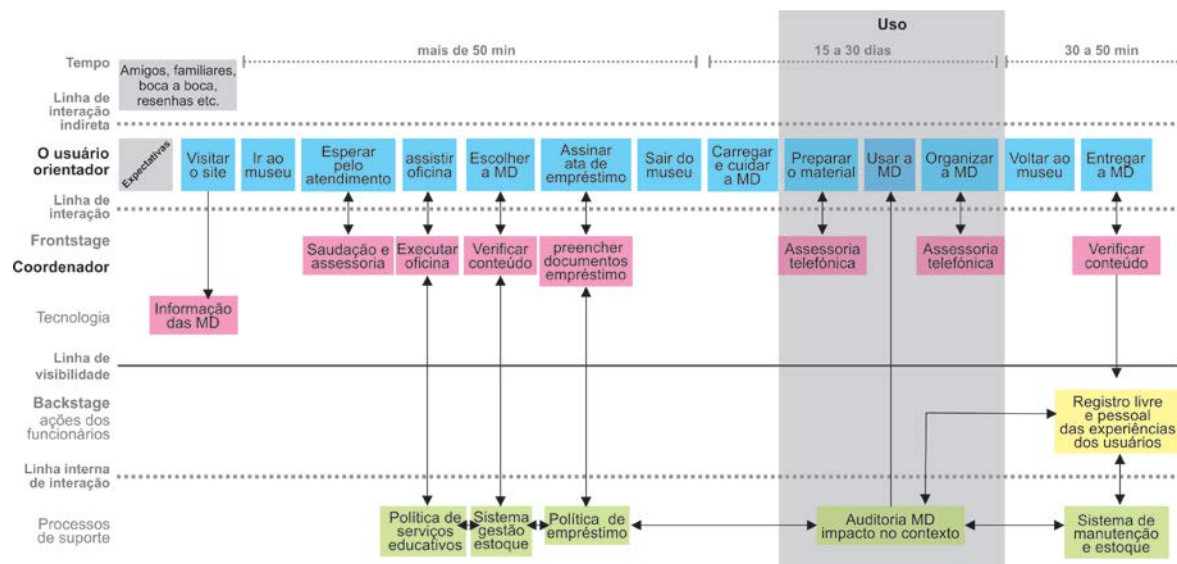 Uso
Tempo
mais de 50 min
15 a 30 dias
30 a 50 min
Amigos, familiares,
boca a boca,
resenhas etc.
Linha de
interação
indireta
O usuário
orientador
Expectativas
Visitar
o site
Ir ao
museu
Esperar
pelo
atendimento
assistir
oficina
Escolher
a MD
Assinar
ata de
empréstimo
Sair do
museu
Carregar
e cuidar
a MD
Preparar
o material
Usar a
MD
Organizar
a MD
Voltar ao
museu
Entregar
a MD
Linha de
interação
Frontstage
Coordenador
Saudação e
assessoria
Executar
oficina
Verificar
conteúdo
preencher
documentos
empréstimo
Assessoria
telefónica
Assessoria
telefónica
Verificar
conteúdo
Tecnologia
Informação
das MD
Linha de
visibilidade
Backstage
ações dos
funcionários
Registro livre
e pessoal
das experiências
dos usuários
Linha interna
de interação
Processos
de suporte
Política de
serviços
educativos
Sistema
gestão
estoque
Política de
empréstimo
Auditoria MD
impacto no contexto
Sistema de
manutenção
e estoque